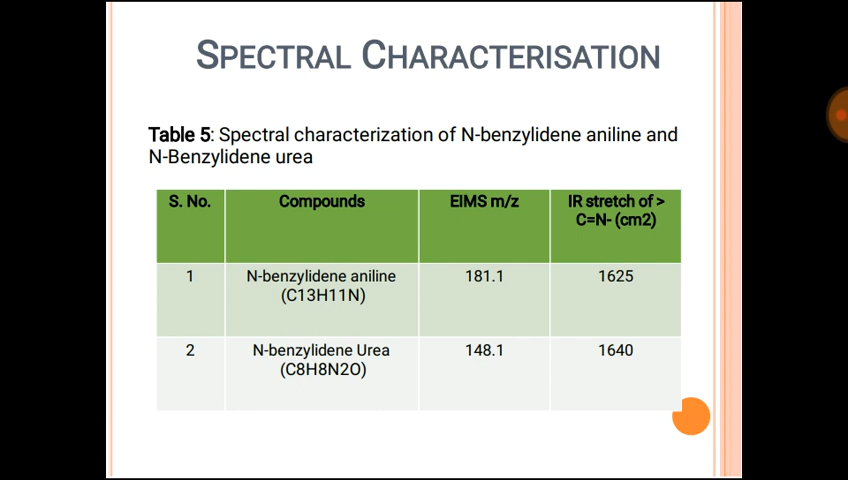 SPECTRAL CHARACTERISATION
Table 5: Spectral characterization of N-benzylidene aniline and
N-Benzylidene urea
S. No. Compounds EIMS m/z IR stretch of >
C=N- (cm2)
1 N-benzylidene aniline 181.1 1625
(C13H11N)
2 N-benzylidene Urea 148.1 1640
(C8H8N2O)